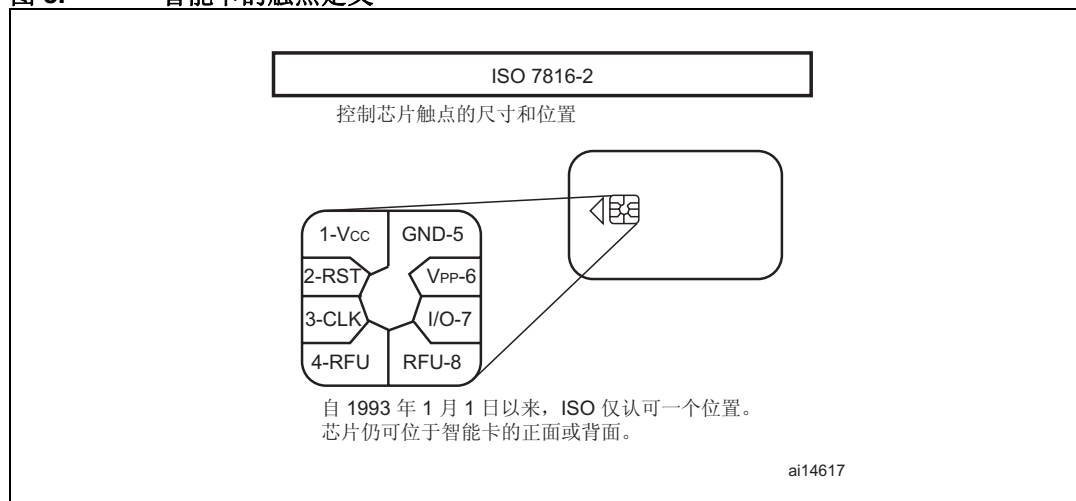 ISO 7816-2
控制芯片触点的尺寸和位置
1-Vcc
GND-5
2-RST
VPP-6
3-CLK
I/O-7
4-RFU
RFU-8
自 1993 年 1 月 1 日以来，ISO 仅认可一个位置。
芯片仍可位于智能卡的正面或背面。
ai14617